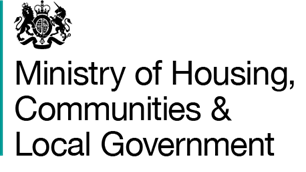 Ministry of Housing,
Communities &
Local Government